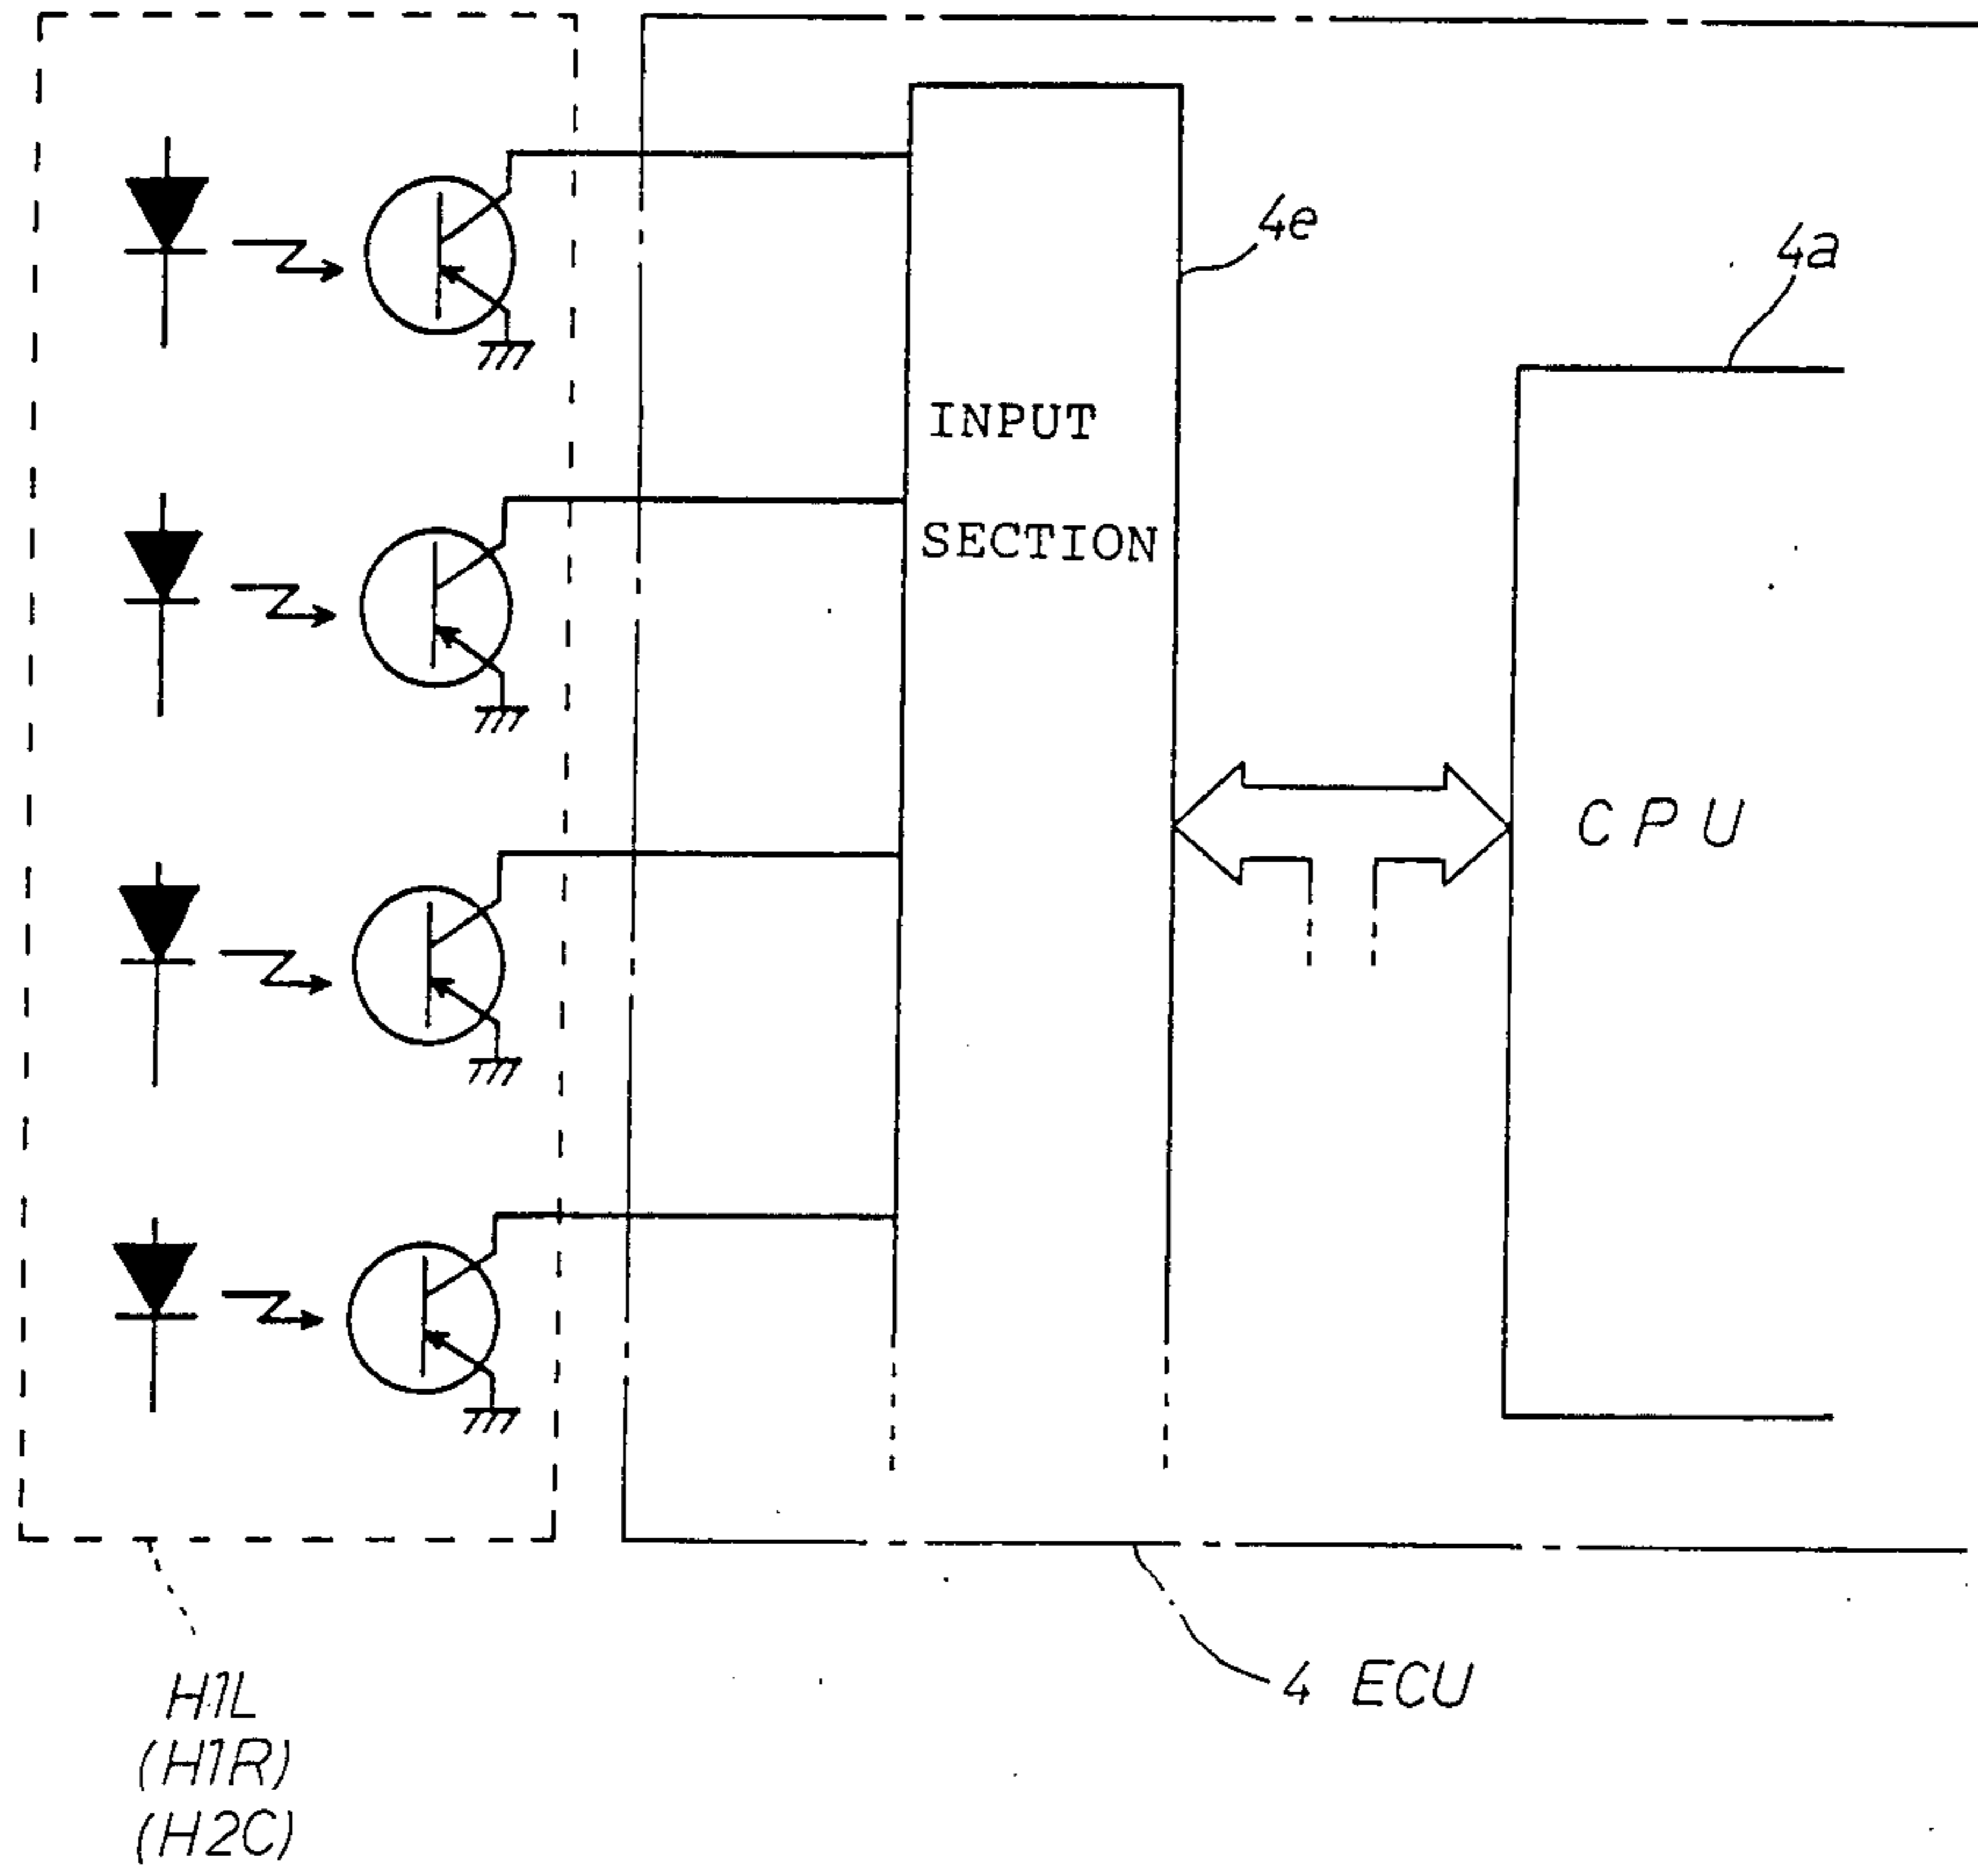 4e
4a
INPUT
SECTION
CPU
4 ECU
H1L
(H1R)
(H2C)